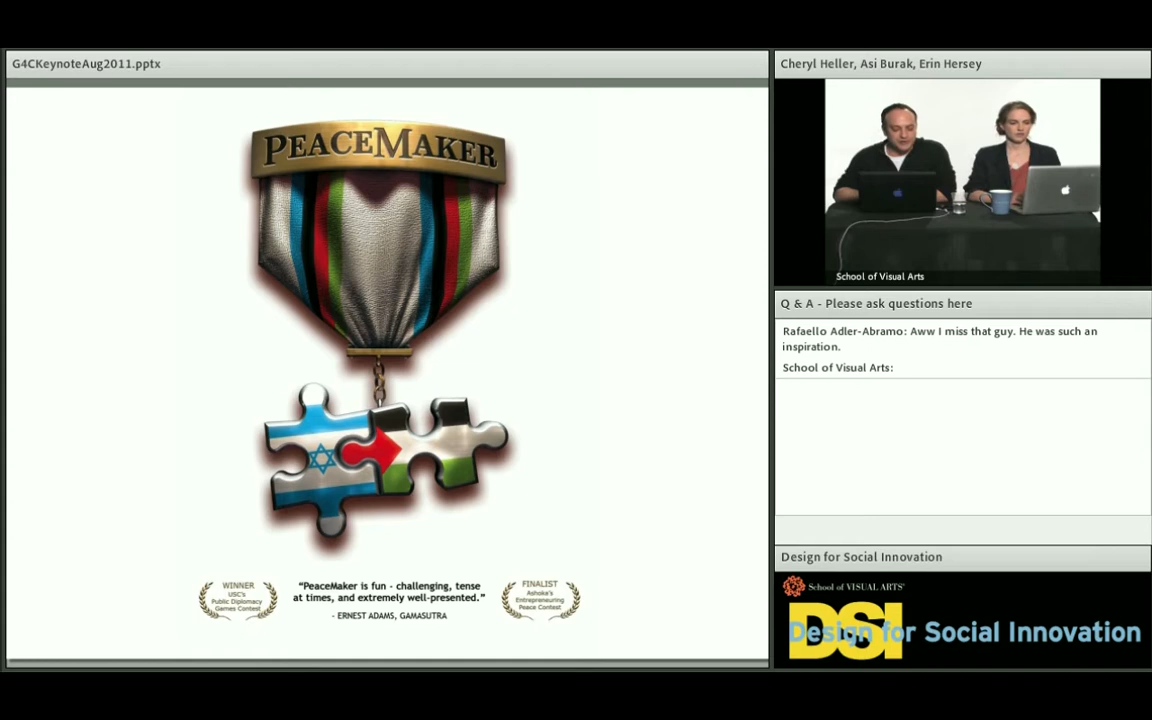 G4CKeynoteAug2011.pptx
PEACEMAKER
WINNER
USC's
Public Diplomacy
Games Contest
“PeaceMaker is fun - challenging, tense
at times, and extremely well-presented.”
- ERNEST ADAMS, GAMASUTRA
FINALIST
Ashoka's
Entrepreneuring
Peace Contest
Cheryl Heller, Asi Burak, Erin Hersey
School of Visual Arts
Q & A - Please ask questions here
Rafaello Adler-Abramo: Aww I miss that guy. He was such an
inspiration.
School of Visual Arts:
Design for Social Innovation
School of VISUAL ARTS®
DSI
Design for Social Innovation